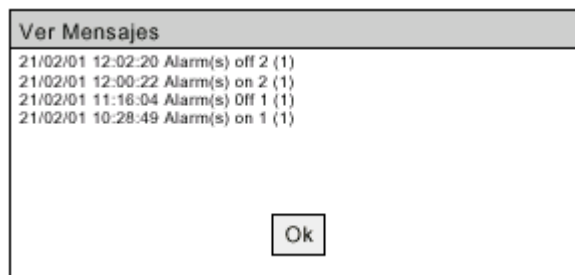 Ver Mensajes
21/02/01 12:02:20 Alarm(s) off 2 (1)
21/02/01 12:00:22 Alarm(s) on 2 (1)
21/02/01 11:16:04 Alarm(s) 0ff 1 (1)
21/02/01 10:28:49 Alarm(s) on 1 (1)
Ok